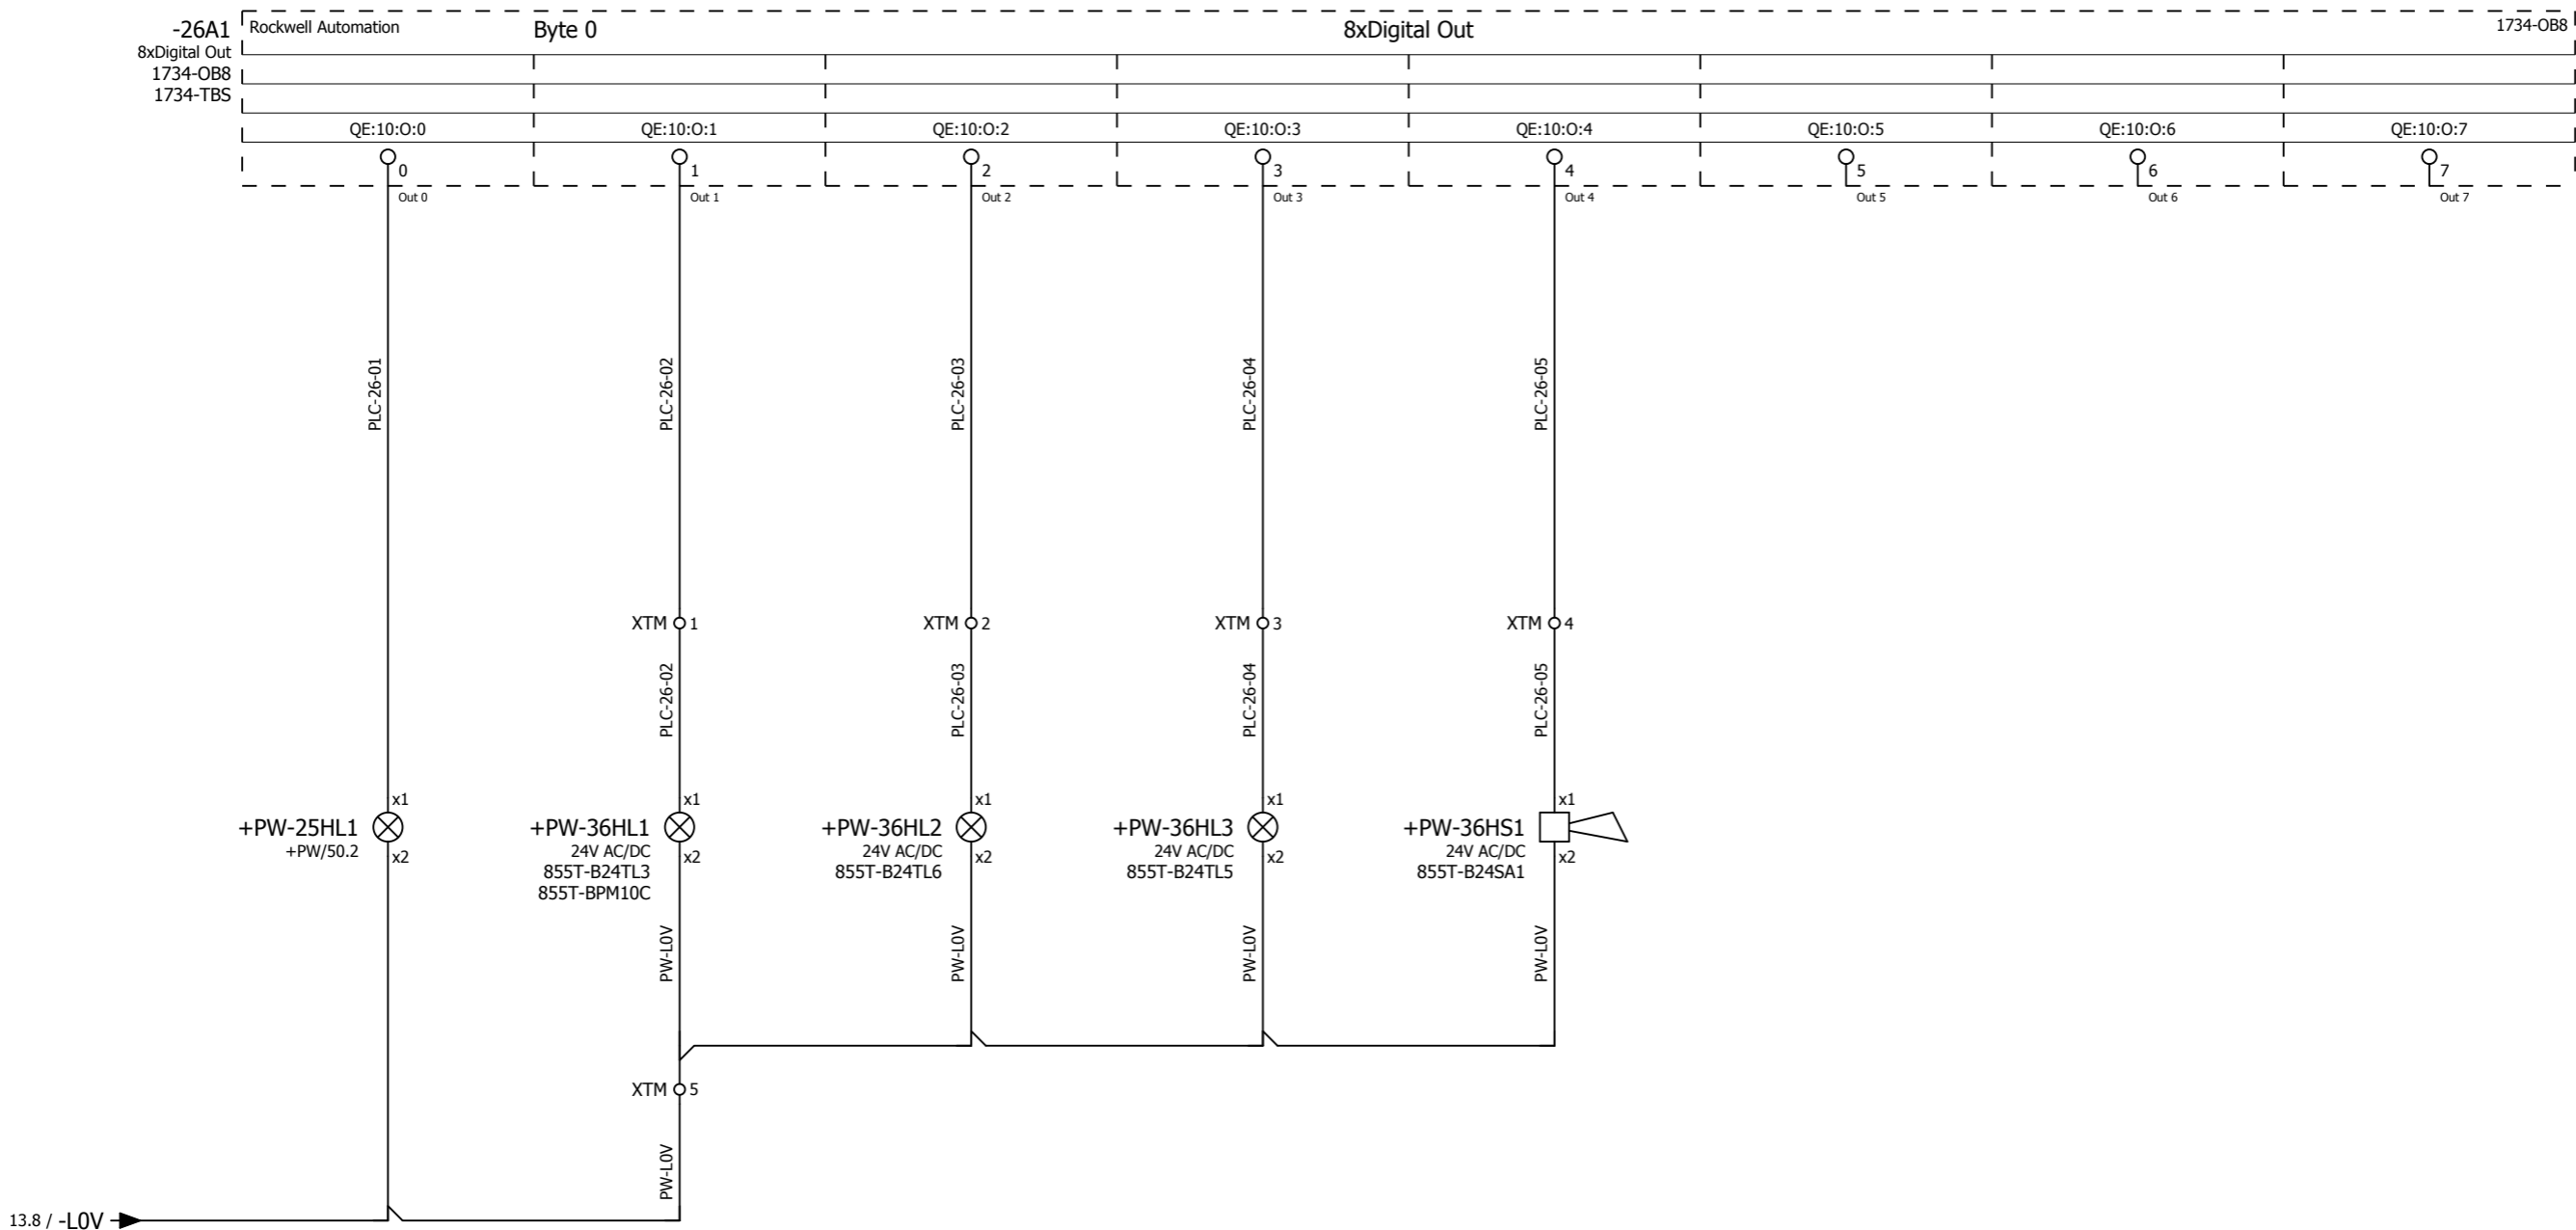 -26A1
8xDigital Out
1734-OB8
1734-TBS
Rockwell Automation
Byte 0
8xDigital Out
1734-OB8
QE:10:O:0
QE:10:O:1
QE:10:O:2
QE:10:O:3
QE:10:O:4
QE:10:O:5
QE:10:O:6
QE:10:O:7
0
1
2
3
4
5
6
7
Out 0
Out 1
Out 2
Out 3
Out 4
Out 5
Out 6
Out 7
PLC-26-01
PLC-26-02
PLC-26-03
PLC-26-04
PLC-26-05
XTM 1
XTM 2
XTM 3
XTM 4
PLC-26-02
PLC-26-03
PLC-26-04
PLC-26-05
x1
+PW-25HL1
+PW/50.2
x2
x1
+PW-36HL1
24V AC/DC
855T-B24TL3
855T-BPM10C
x2
x1
+PW-36HL2
24V AC/DC
855T-B24TL6
x2
x1
+PW-36HL3
24V AC/DC
855T-B24TL5
x2
x1
+PW-36HS1
24V AC/DC
855T-B24SA1
x2
PW-L0V
PW-L0V
PW-L0V
PW-L0V
XTM 5
PW-L0V
13.8 / -L0V